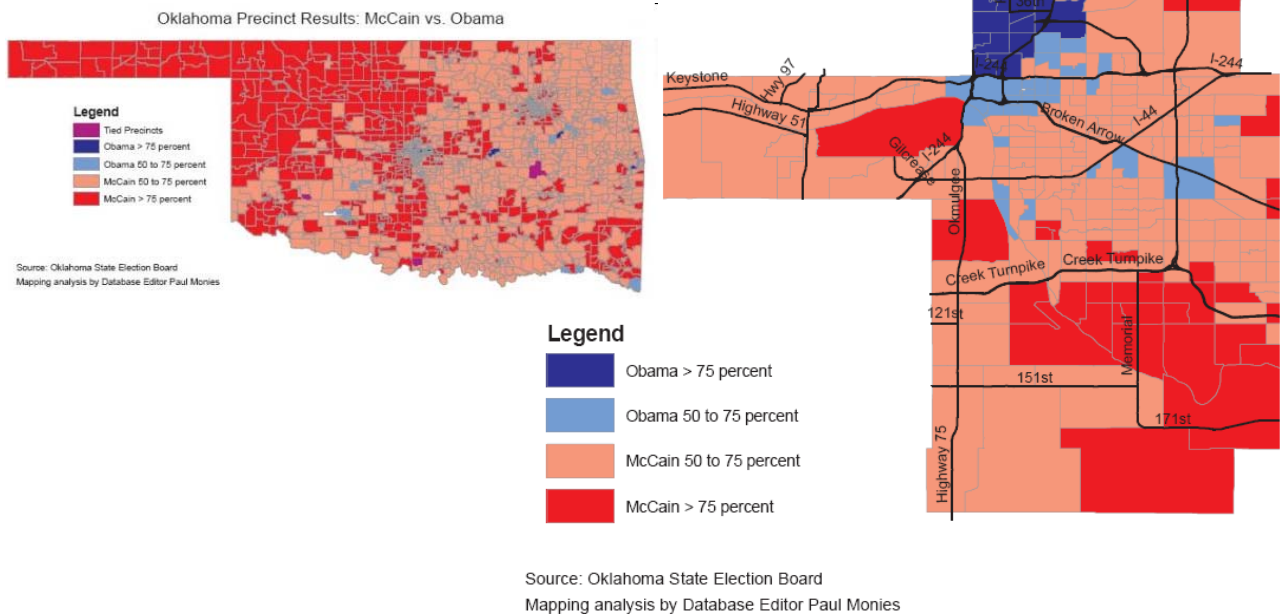 Oklahoma Precinct Results: McCain vs. Obama
Legend
Tied Precincts
Obama > 75 percent
Obama 50 to 75 percent
McCain 50 to 75 percent
McCain > 75 percent
Source: Oklahoma State Election Board
Mapping analysis by Database Editor Paul Monies
36th
I-244
I-244
Keystone
Hwy 97
Highway 51
Broken Arrow
I-44
Gilcrease
I-244
Okmulgee
Creek Turnpike
Creek Turnpike
121st
Memorial
151st
171st
Highway 75
Legend
Obama > 75 percent
Obama 50 to 75 percent
McCain 50 to 75 percent
McCain > 75 percent
Source: Oklahoma State Election Board
Mapping analysis by Database Editor Paul Monies